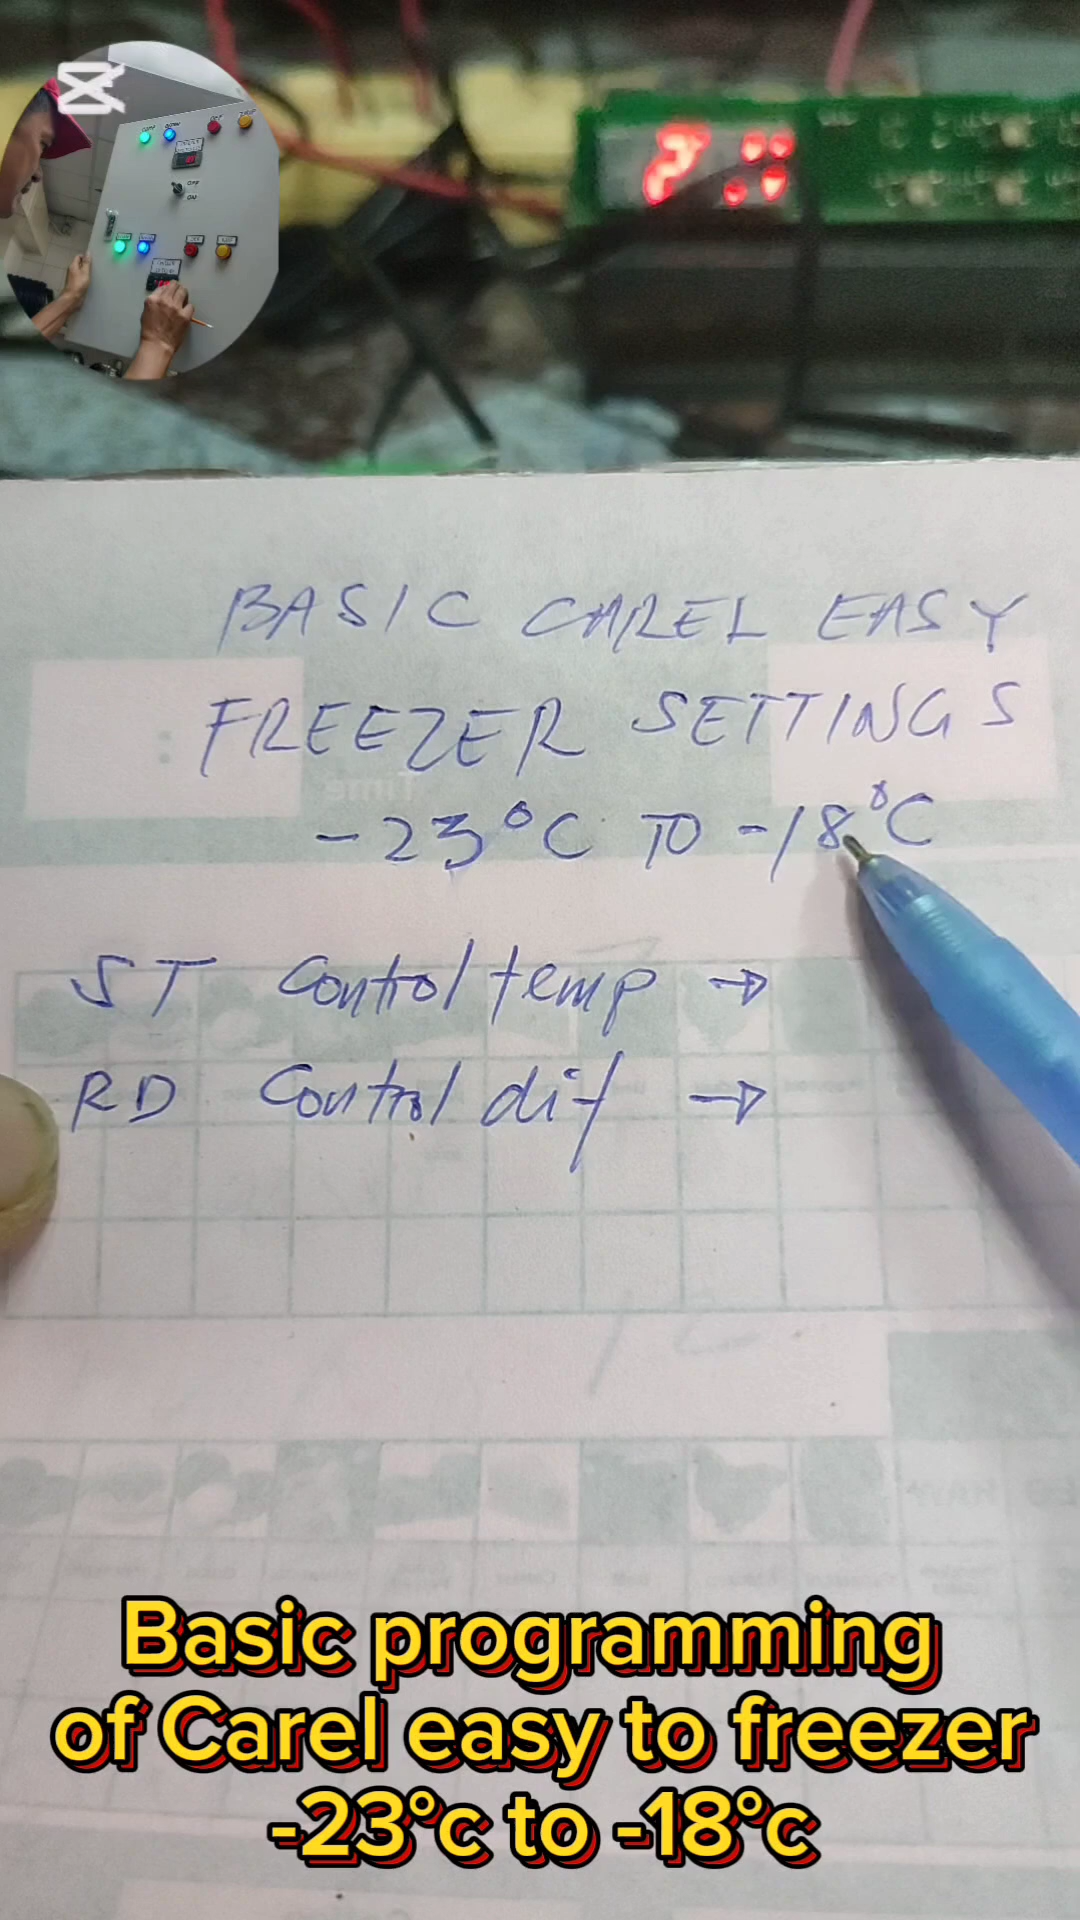 BASIC CAREL EASY
FREEZER SETTINGS
-23°C TO -18°C
ST Control temp →
RD Control dif →
Basic programming
of Carel easy to freezer
-23°c to -18°c